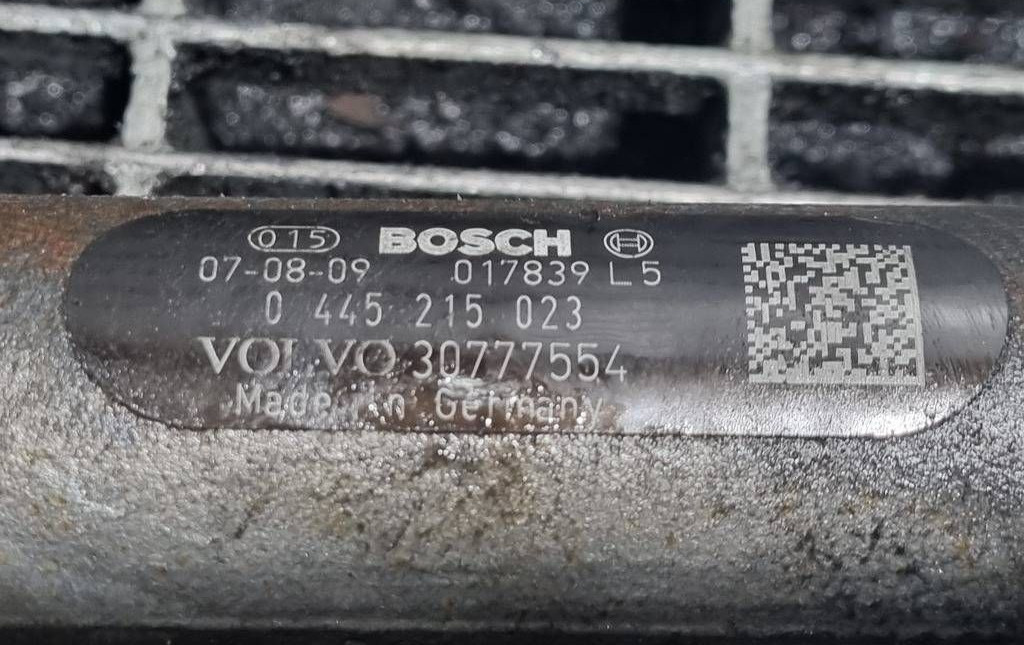 015 BOSCH
07-08-09 017839 L5
0 445 215 023
VOLVO 30777554
Made in Germany